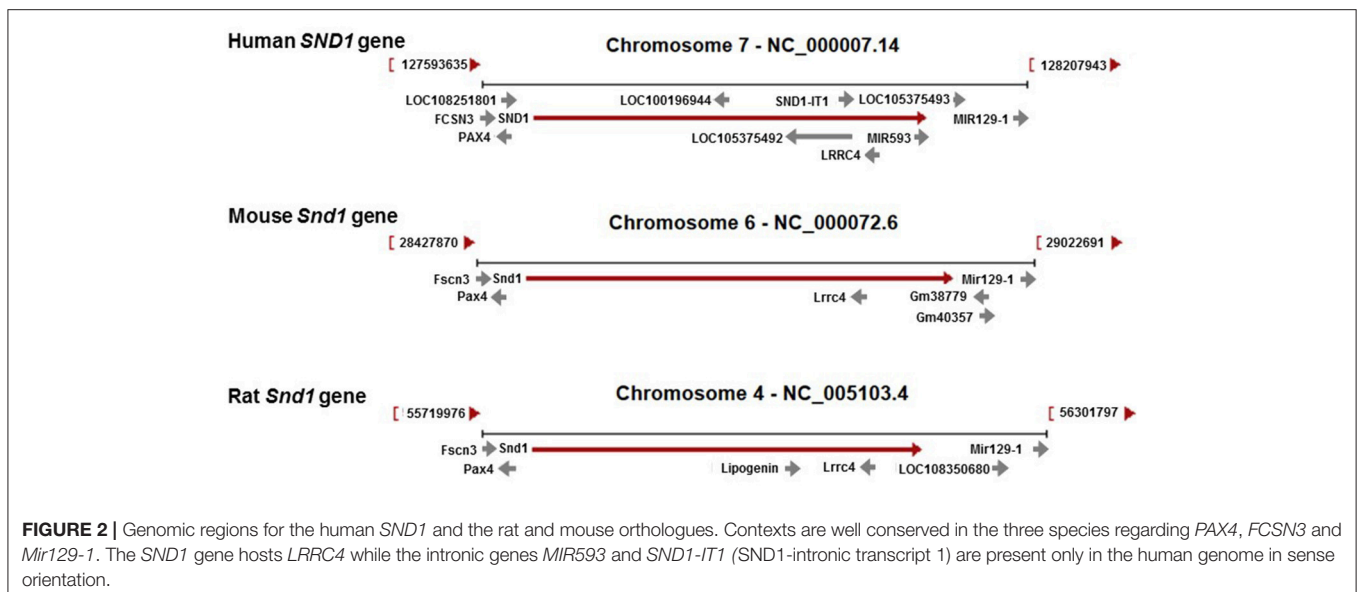 Human SND1 gene
Chromosome 7 - NC_000007.14
[ 127593635
[ 128207943
LOC108251801
LOC100196944
SND1-IT1
LOC105375493
FCSN3
SND1
MIR129-1
PAX4
LOC105375492
MIR593
LRRC4
Mouse Snd1 gene
Chromosome 6 - NC_000072.6
[ 28427870
[ 29022691
Fscn3
Snd1
Mir129-1
Pax4
Lrrc4
Gm38779
Gm40357
Rat Snd1 gene
Chromosome 4 - NC_005103.4
[ 55719976
[ 56301797
Fscn3
Snd1
Mir129-1
Pax4
Lipogenin
Lrrc4
LOC108350680
FIGURE 2 | Genomic regions for the human SND1 and the rat and mouse orthologues. Contexts are well conserved in the three species regarding PAX4, FCSN3 and
Mir129-1. The SND1 gene hosts LRRC4 while the intronic genes MIR593 and SND1-IT1 (SND1-intronic transcript 1) are present only in the human genome in sense
orientation.